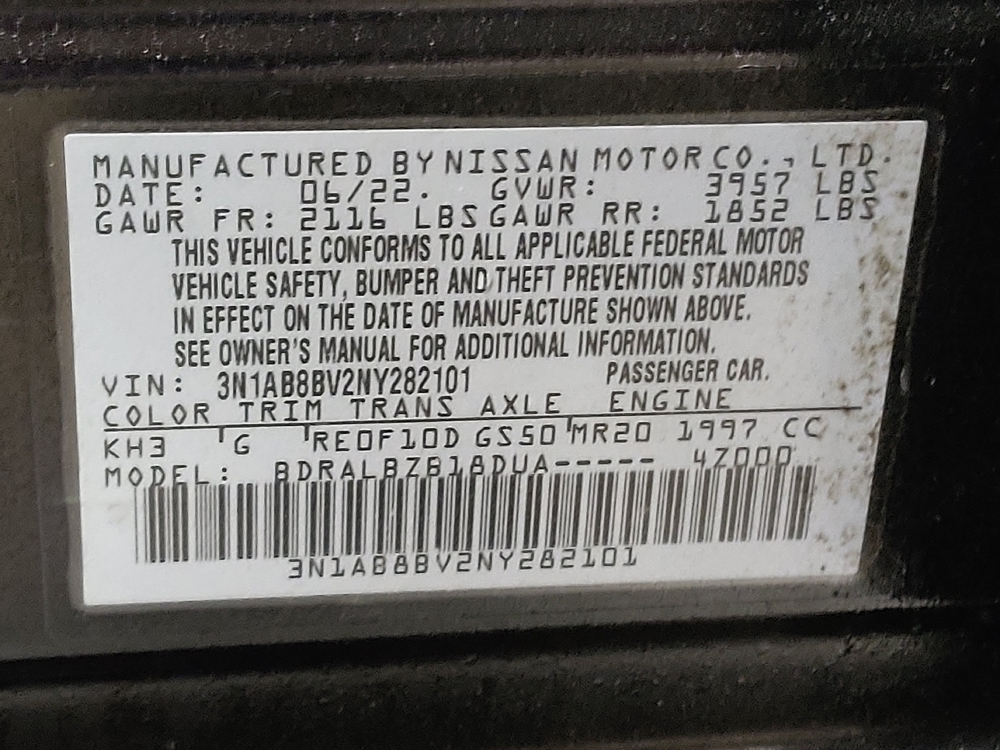 MANUFACTURED BY NISSAN MOTOR CO., LTD.
DATE: 06/22. GVWR: 3957 LBS
GAWR FR: 2116 LBS GAWR RR: 1852 LBS
THIS VEHICLE CONFORMS TO ALL APPLICABLE FEDERAL MOTOR
VEHICLE SAFETY, BUMPER AND THEFT PREVENTION STANDARDS
IN EFFECT ON THE DATE OF MANUFACTURE SHOWN ABOVE.
SEE OWNER'S MANUAL FOR ADDITIONAL INFORMATION.
VIN: 3N1AB8BV2NY282101 PASSENGER CAR.
COLOR TRIM TRANS AXLE ENGINE
KH3 G RE0F10D GS50 MR20 1997 CC
MODEL: BDRALBZB18DUA----- 4Z000
3N1AB8BV2NY282101